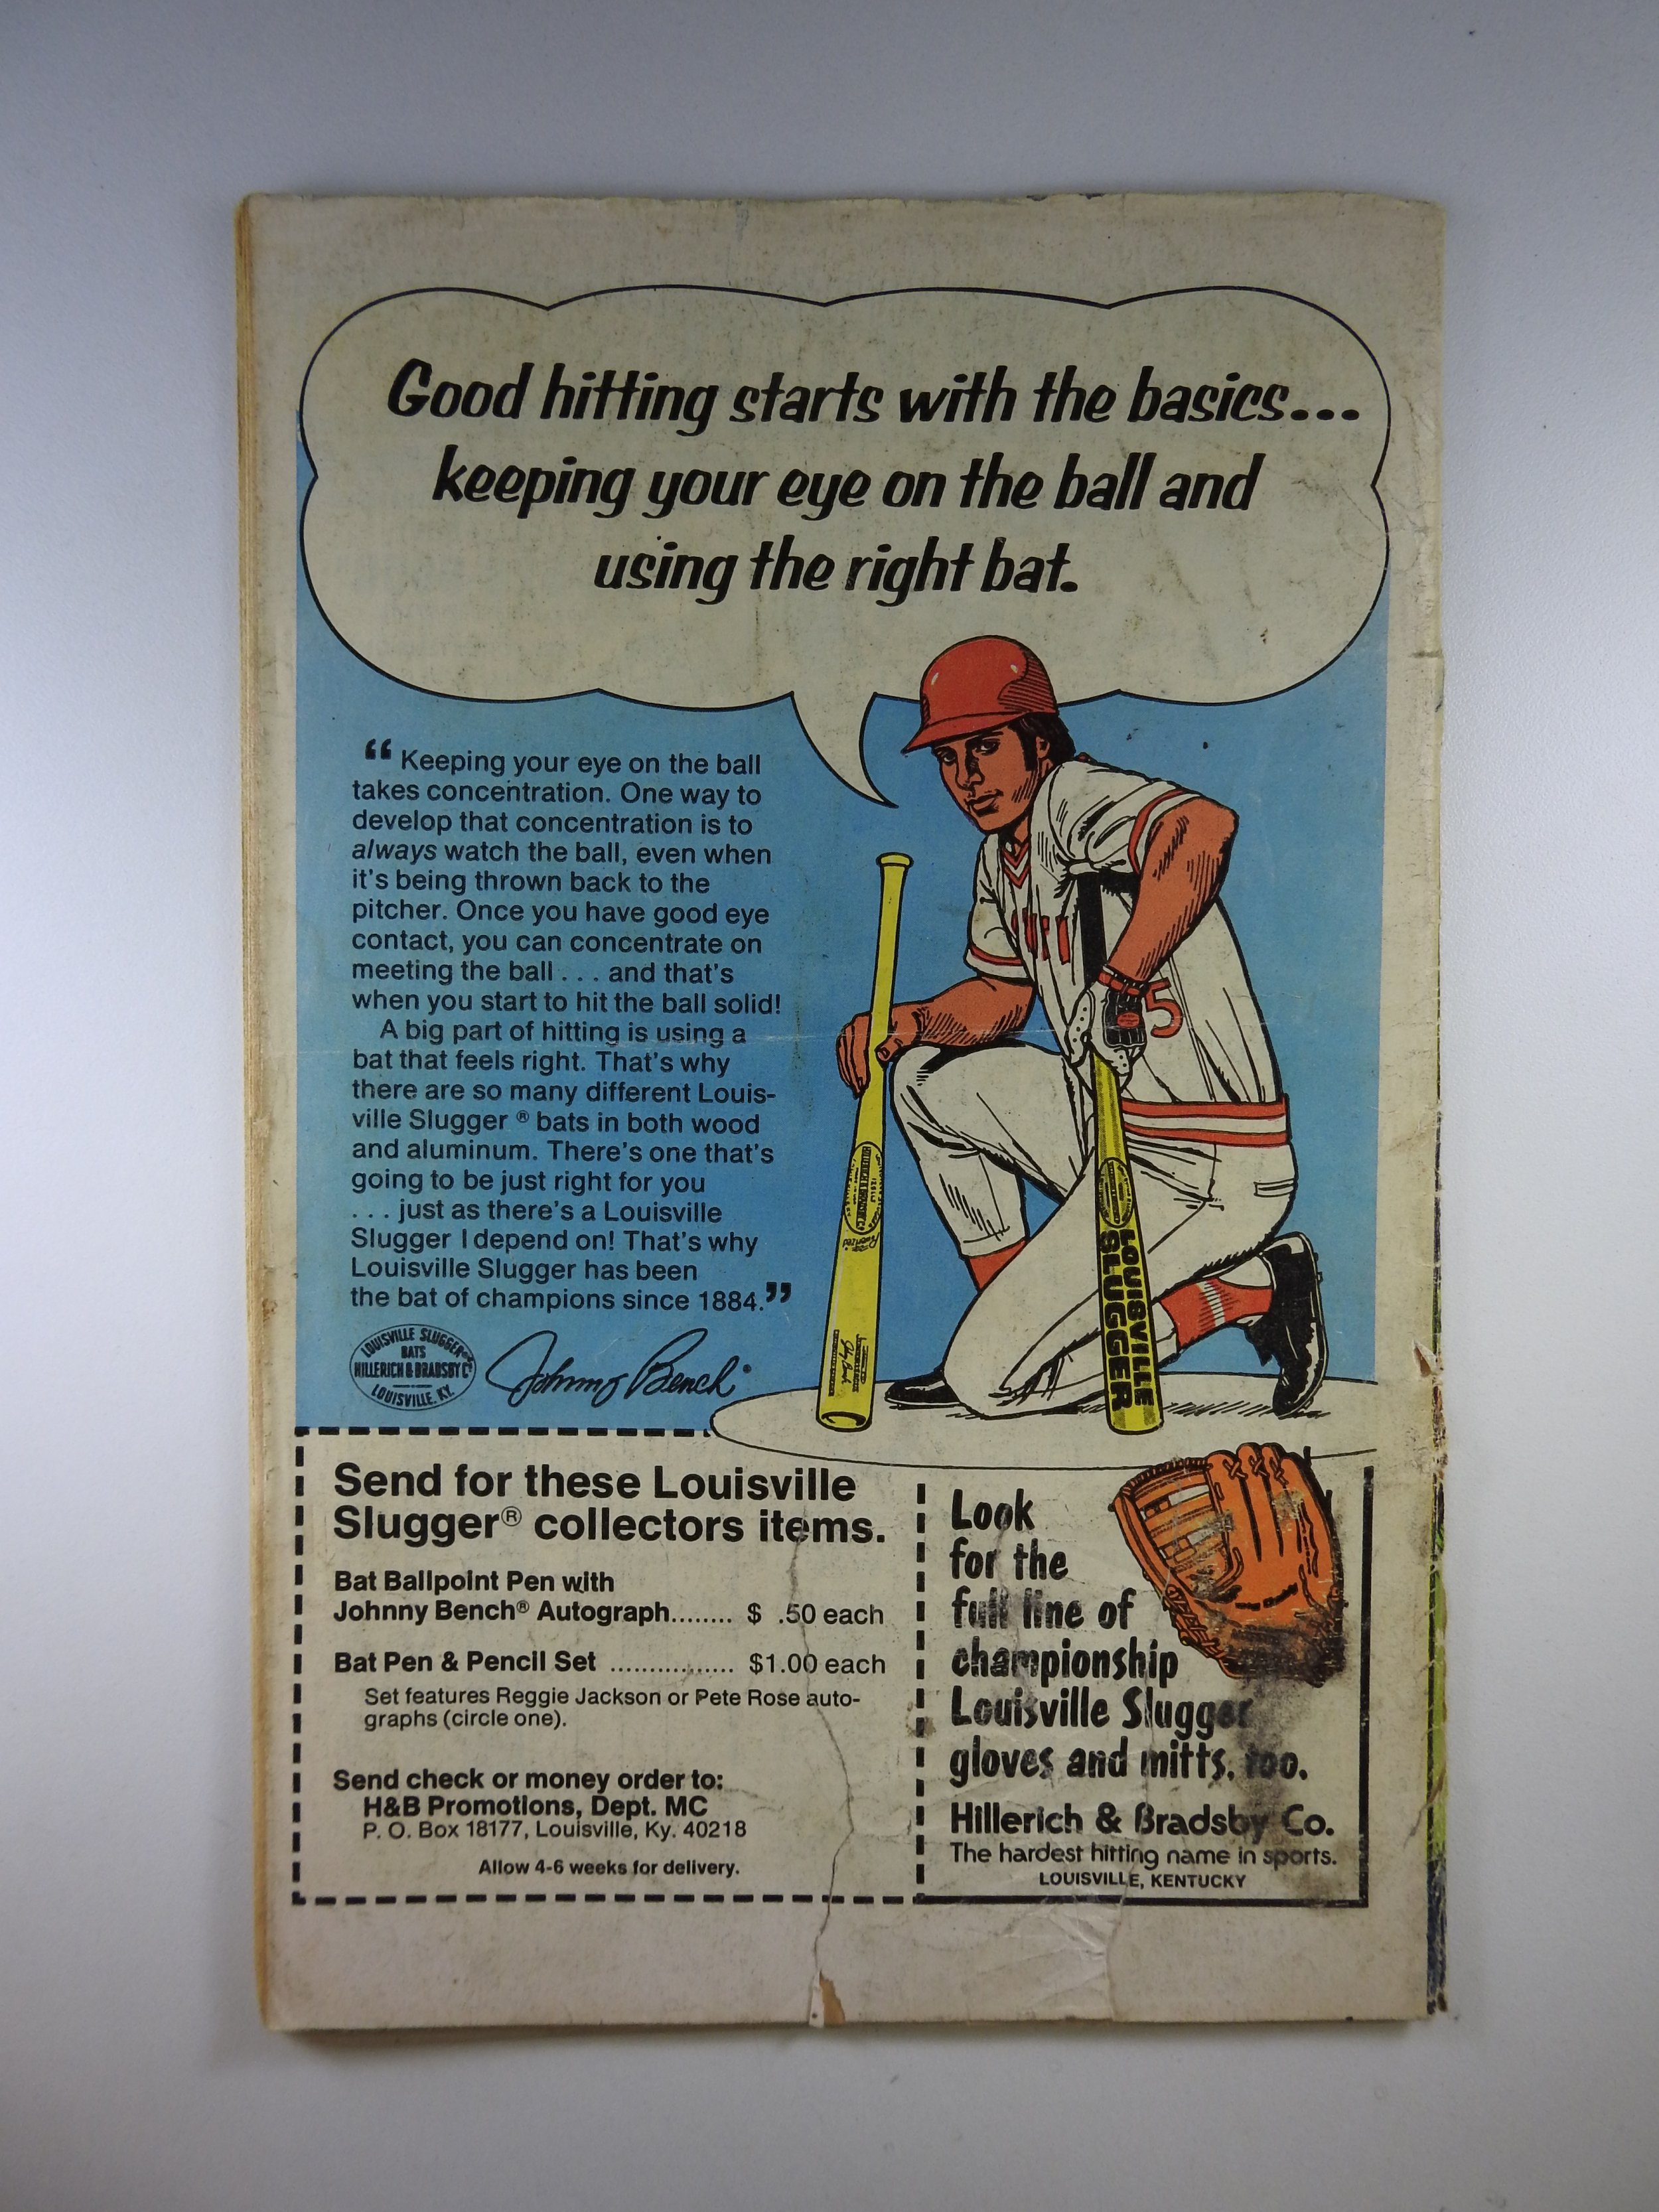 Good hitting starts with the basics...
keeping your eye on the ball and
using the right bat.
“Keeping your eye on the ball
takes concentration. One way to
develop that concentration is to
always watch the ball, even when
it's being thrown back to the
pitcher. Once you have good eye
contact, you can concentrate on
meeting the ball . . . and that's
when you start to hit the ball solid!
A big part of hitting is using a
bat that feels right. That's why
there are so many different Louis-
ville Slugger ® bats in both wood
and aluminum. There's one that's
going to be just right for you
. . . just as there's a Louisville
Slugger I depend on! That's why
Louisville Slugger has been
the bat of champions since 1884.”
LOUISVILLE SLUGGER
BATS
HILLERICH & BRADSBY Co
LOUISVILLE. KY.
Johnny Bench
5
LOUISVILLE
SLUGGER
Send for these Louisville
Slugger® collectors items.
Bat Ballpoint Pen with
Johnny Bench® Autograph........ $ .50 each
Bat Pen & Pencil Set ................ $1.00 each
Set features Reggie Jackson or Pete Rose auto-
graphs (circle one).
Send check or money order to:
H&B Promotions, Dept. MC
P. O. Box 18177, Louisville, Ky. 40218
Allow 4-6 weeks for delivery.
Look
for the
full line of
championship
Louisville Slugger
gloves and mitts, too.
Hillerich & Bradsby Co.
The hardest hitting name in sports.
LOUISVILLE, KENTUCKY